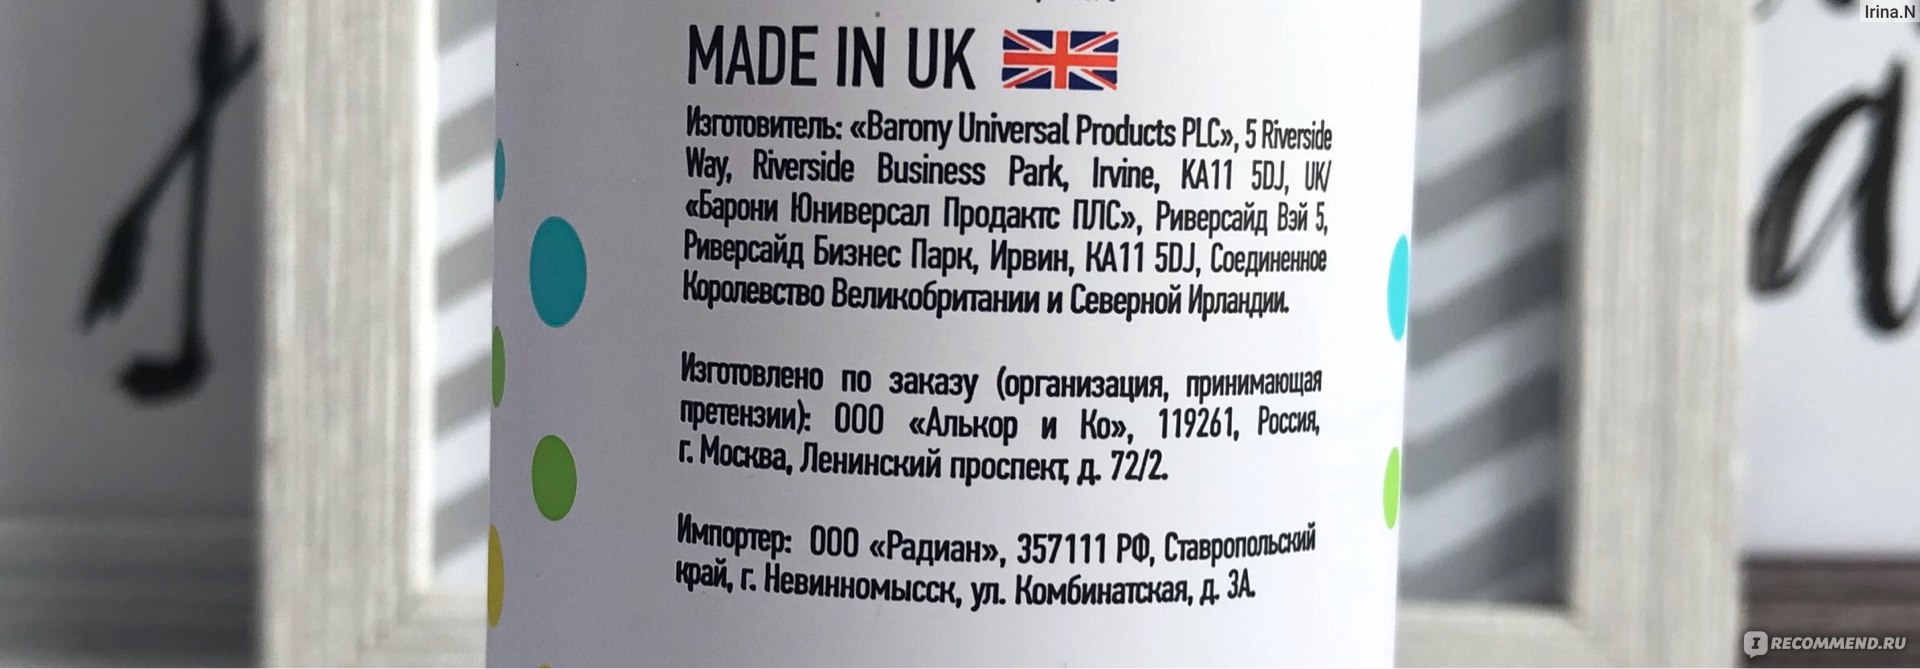 Irina.N
MADE IN UK
Изготовитель: «Barony Universal Products PLC», 5 Riverside
Way, Riverside Business Park, Irvine, KA11 5DJ, UK/
«Барони Юниверсал Продактс ПЛС», Риверсайд Вэй 5,
Риверсайд Бизнес Парк, Ирвин, KA11 5DJ, Соединенное
Королевство Великобритании и Северной Ирландии.
Изготовлено по заказу (организация, принимающая
претензии): ООО «Алькор и Ко», 119261, Россия,
г. Москва, Ленинский проспект, д. 72/2.
Импортер: ООО «Радиан», 357111 РФ, Ставропольский
край, г. Невинномысск, ул. Комбинатская, д. 3А.
IRECOMMEND.RU